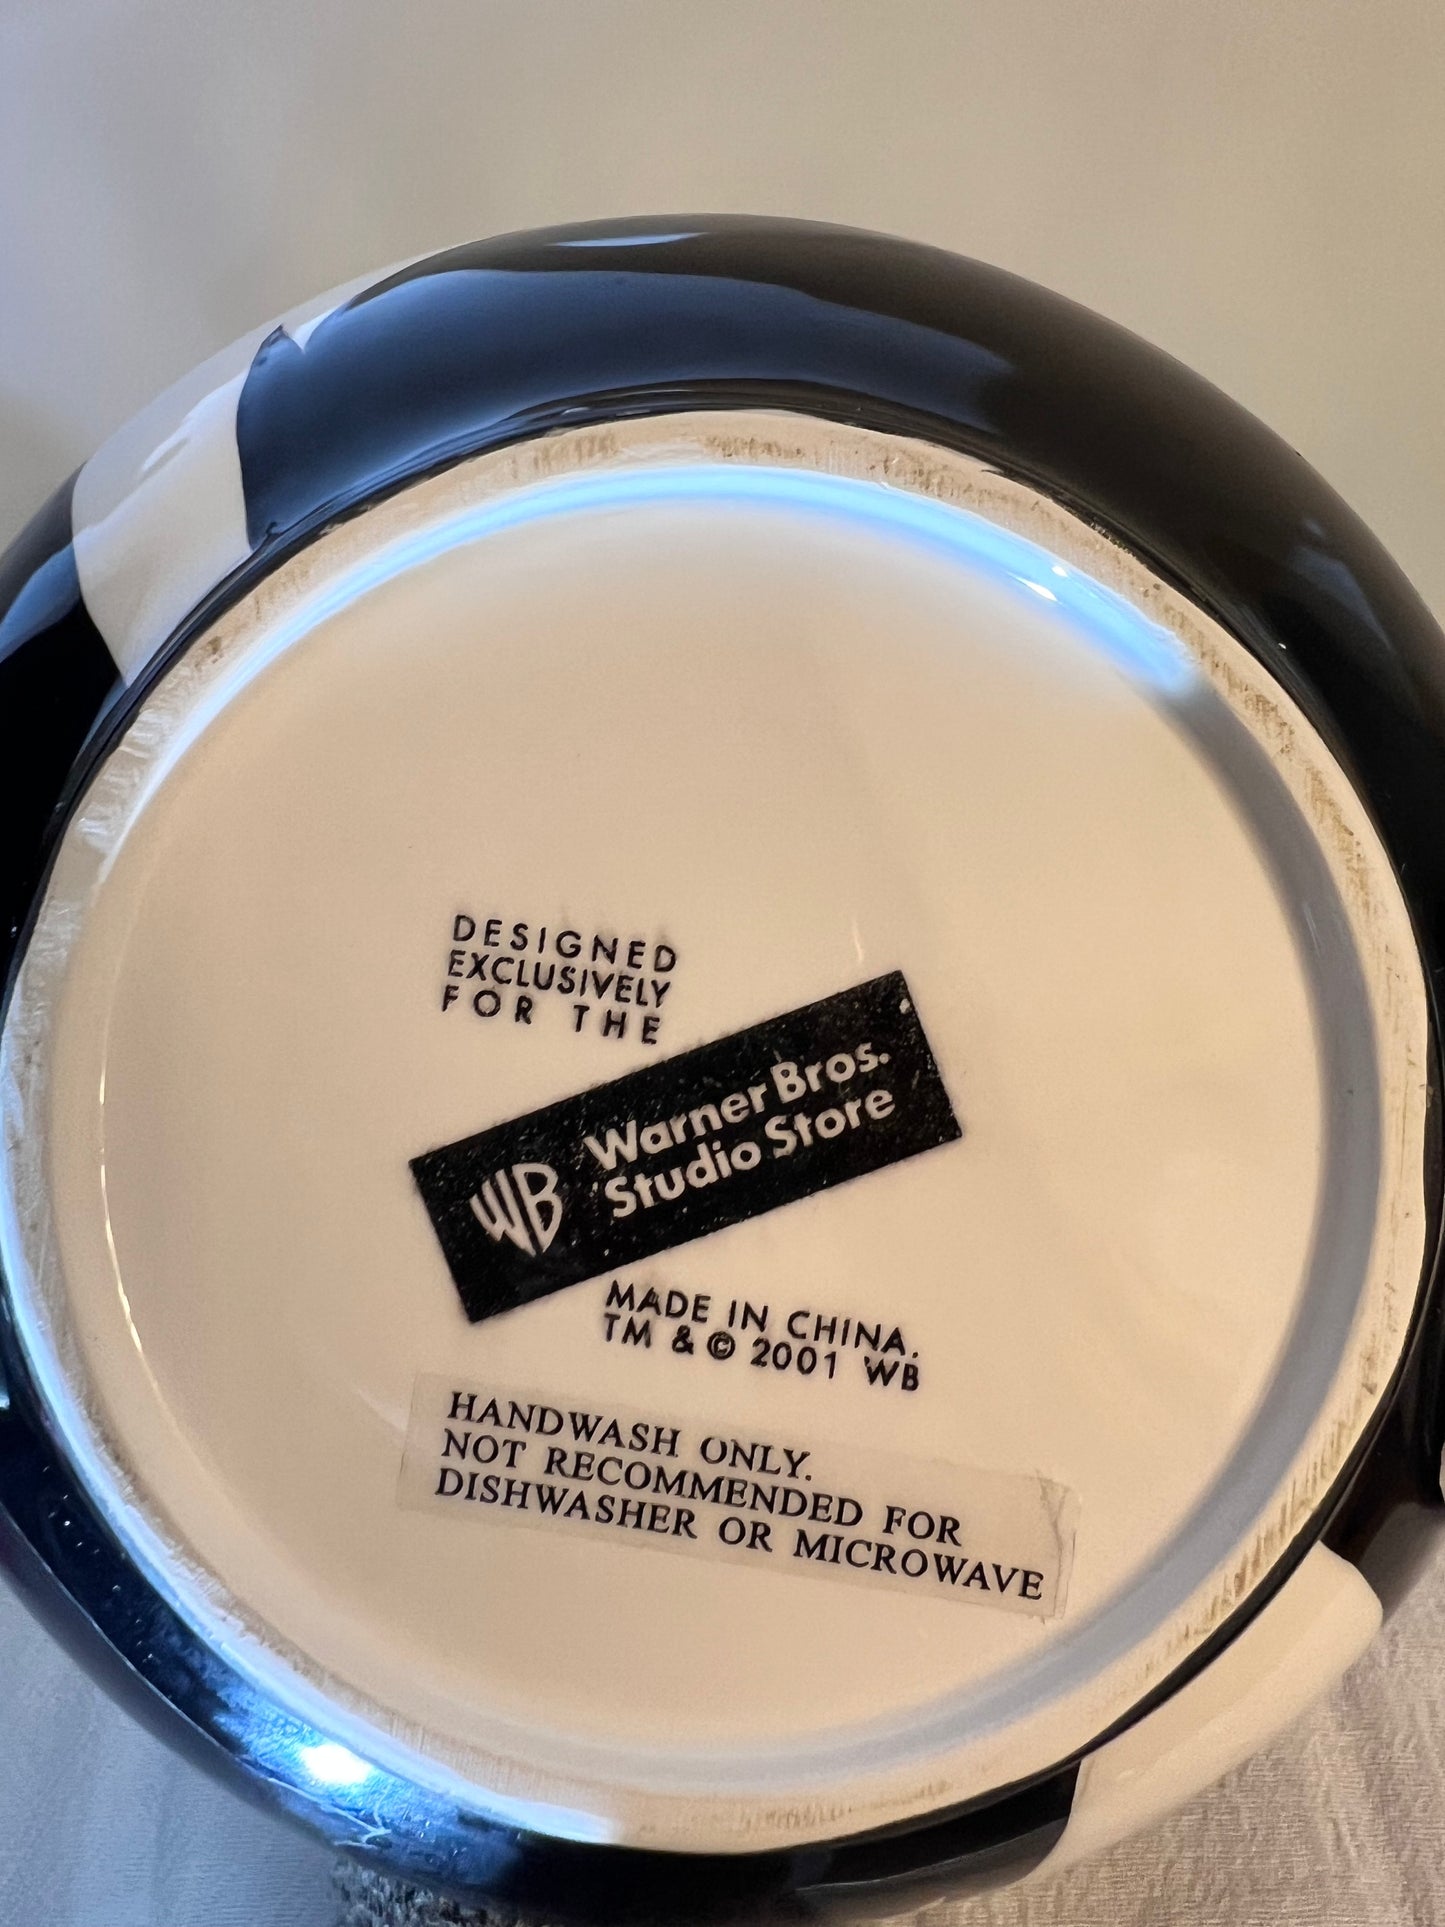 DESIGNED
EXCLUSIVELY
FOR THE
WB
Warner Bros.
Studio Store
MADE IN CHINA.
TM & © 2001 WB
HANDWASH ONLY.
NOT RECOMMENDED FOR
DISHWASHER OR MICROWAVE